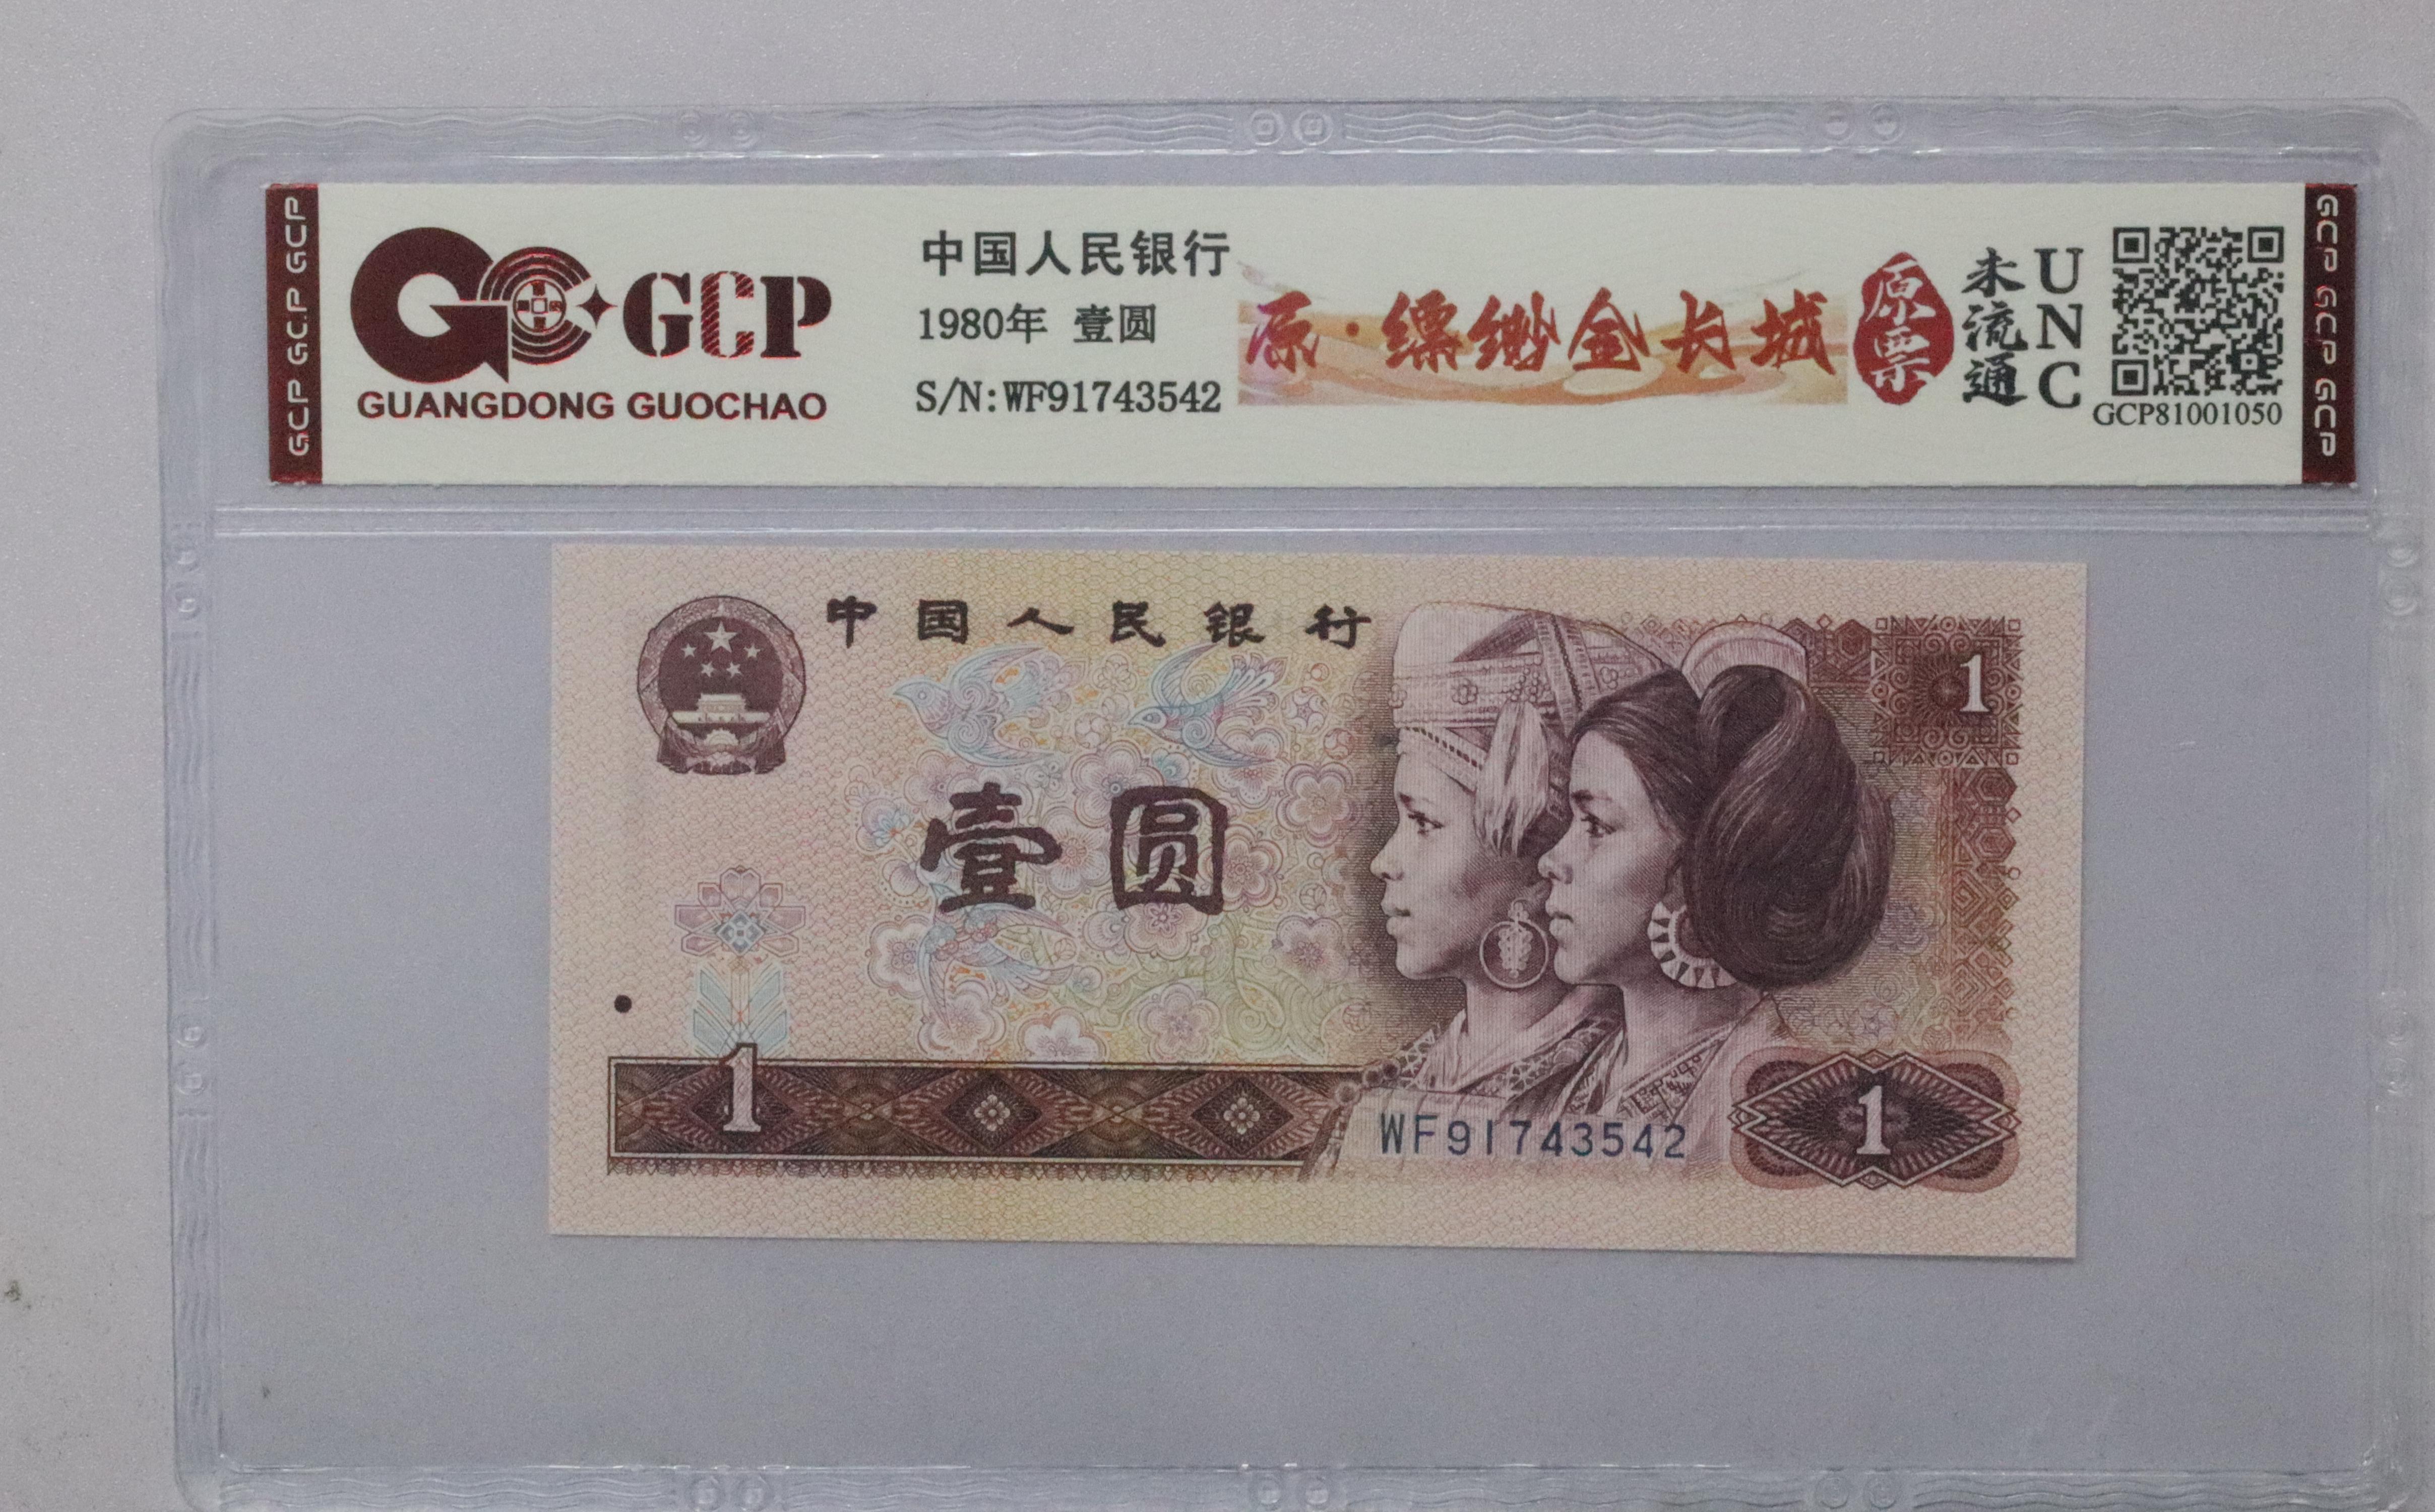 GCP GCP GCP
GCP
GUANGDONG GUOCHAO
中国人民银行
1980年 壹圆
S/N:WF91743542
原·缥缈金长城
原票
未流通
UNC
GCP81001050
GCP GCP GCP GCP
中国人民银行
1
壹圆
1
WF91743542
1